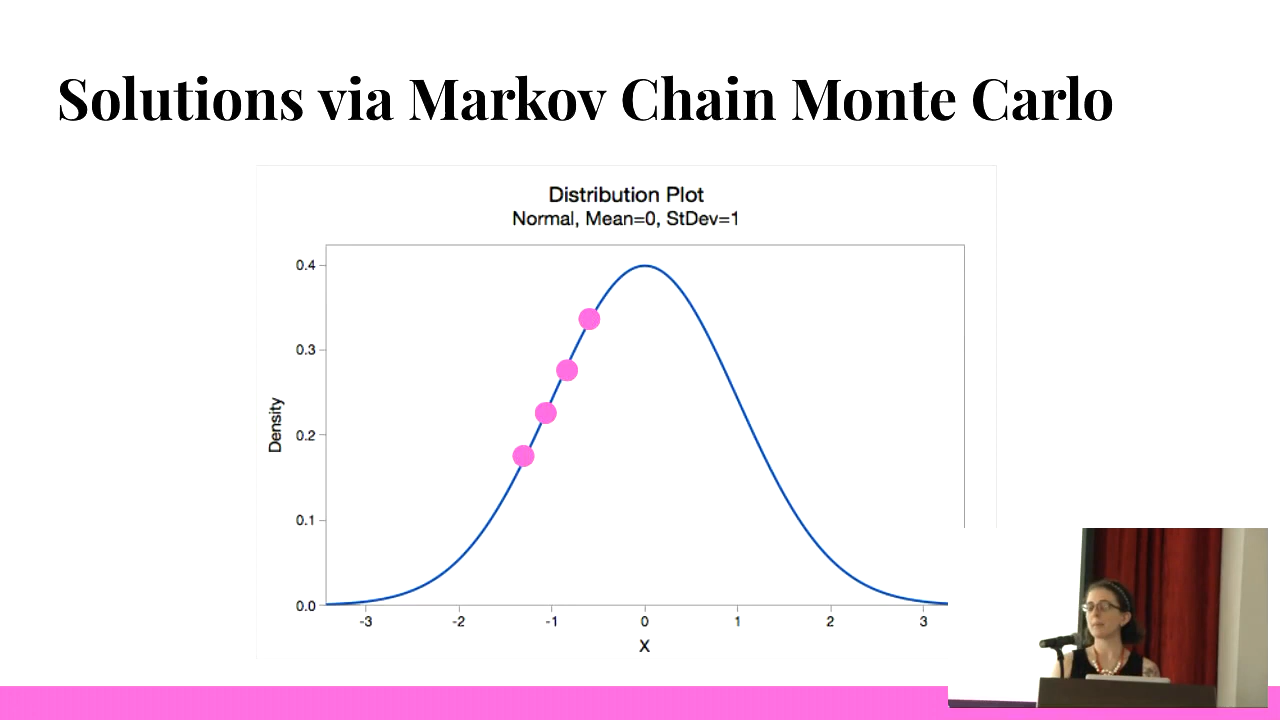 Solutions via Markov Chain Monte Carlo
Distribution Plot
Normal, Mean=0, StDev=1
0.4
0.3
0.2
0.1
0.0
Density
-3 -2 -1 0 1 2 3
X